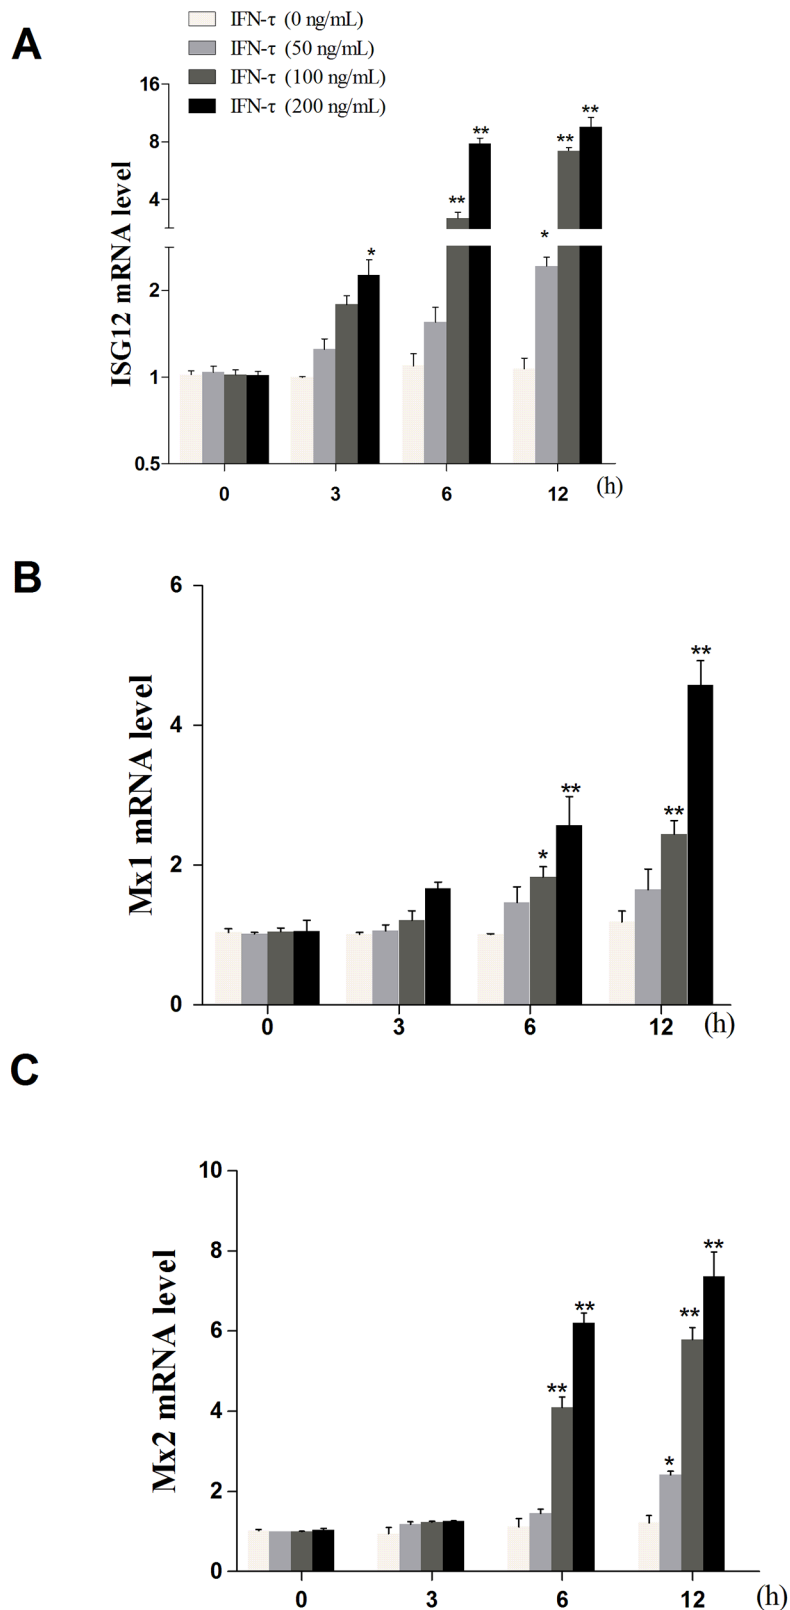 A
IFN-τ (0 ng/mL)
IFN-τ (50 ng/mL)
IFN-τ (100 ng/mL)
IFN-τ (200 ng/mL)
ISG12 mRNA level
16
8
4
2
1
0.5
*
**
**
*
**
**
0 3 6 12 (h)
B
Mx1 mRNA level
6
4
2
0
*
**
**
**
0 3 6 12 (h)
C
Mx2 mRNA level
10
8
6
4
2
0
**
**
*
**
**
0 3 6 12 (h)